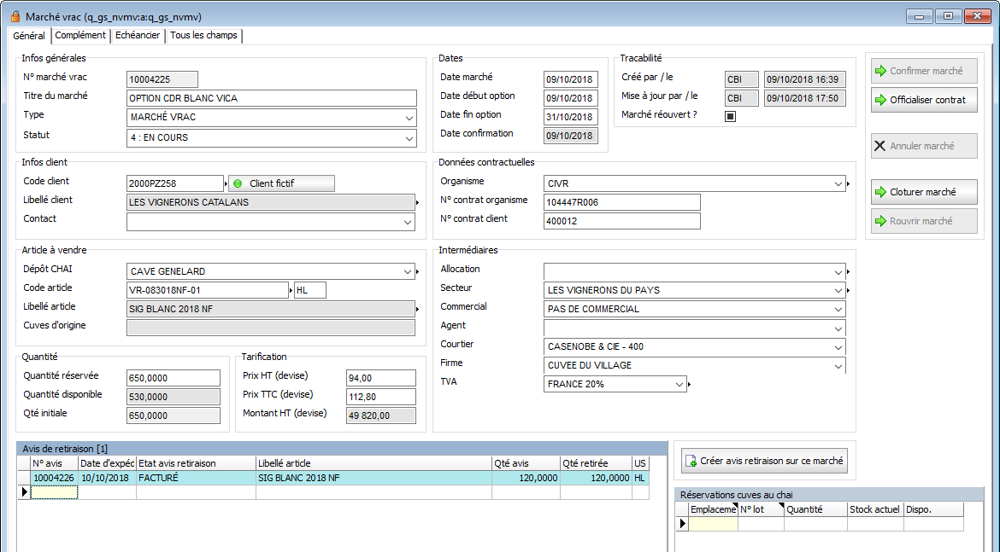 Marché vrac (q_gs_nvmv:a:q_gs_nvmv)
Général Complément Echéancier Tous les champs
Infos générales
N° marché vrac 10004225
Titre du marché OPTION CDR BLANC VICA
Type MARCHÉ VRAC
Statut 4 : EN COURS
Dates
Date marché 09/10/2018
Date début option 09/10/2018
Date fin option 31/10/2018
Date confirmation 09/10/2018
Tracabilité
Créé par / le CBI 09/10/2018 16:39
Mise à jour par / le CBI 09/10/2018 17:50
Marché réouvert ?
Confirmer marché
Officialiser contrat
Annuler marché
Cloturer marché
Rouvrir marché
Infos client
Code client 2000PZ258 Client fictif
Libellé client LES VIGNERONS CATALANS
Contact
Données contractuelles
Organisme CIVR
N° contrat organisme 104447R006
N° contrat client 400012
Article à vendre
Dépôt CHAI CAVE GENELARD
Code article VR-083018NF-01 HL
Libellé article SIG BLANC 2018 NF
Cuves d'origine
Intermédiaires
Allocation
Secteur LES VIGNERONS DU PAYS
Commercial PAS DE COMMERCIAL
Agent
Courtier CASENOBE & CIE - 400
Firme CUVEE DU VILLAGE
TVA FRANCE 20%
Quantité
Quantité réservée 650,0000
Quantité disponible 530,0000
Qté initiale 650,0000
Tarification
Prix HT (devise) 94,00
Prix TTC (devise) 112,80
Montant HT (devise) 49 820,00
Avis de retiraison [1]
N° avis Date d'expéd Etat avis retiraison Libellé article Qté avis Qté retirée US
10004226 10/10/2018 FACTURÉ SIG BLANC 2018 NF 120,0000 120,0000 HL
Créer avis retiraison sur ce marché
Réservations cuves au chai
Emplaceme N° lot Quantité Stock actuel Dispo.